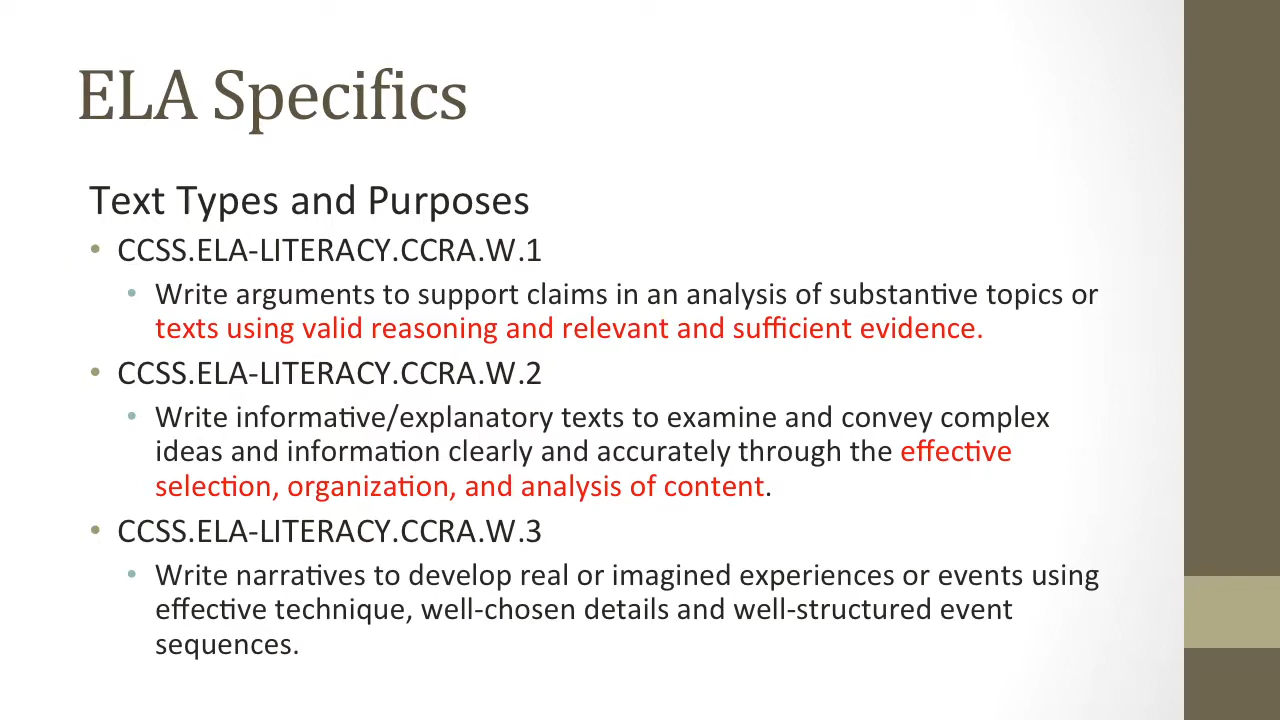 ELA Specifics
Text Types and Purposes
• CCSS.ELA-LITERACY.CCRA.W.1
• Write arguments to support claims in an analysis of substantive topics or
texts using valid reasoning and relevant and sufficient evidence.
• CCSS.ELA-LITERACY.CCRA.W.2
• Write informative/explanatory texts to examine and convey complex
ideas and information clearly and accurately through the effective
selection, organization, and analysis of content.
• CCSS.ELA-LITERACY.CCRA.W.3
• Write narratives to develop real or imagined experiences or events using
effective technique, well-chosen details and well-structured event
sequences.